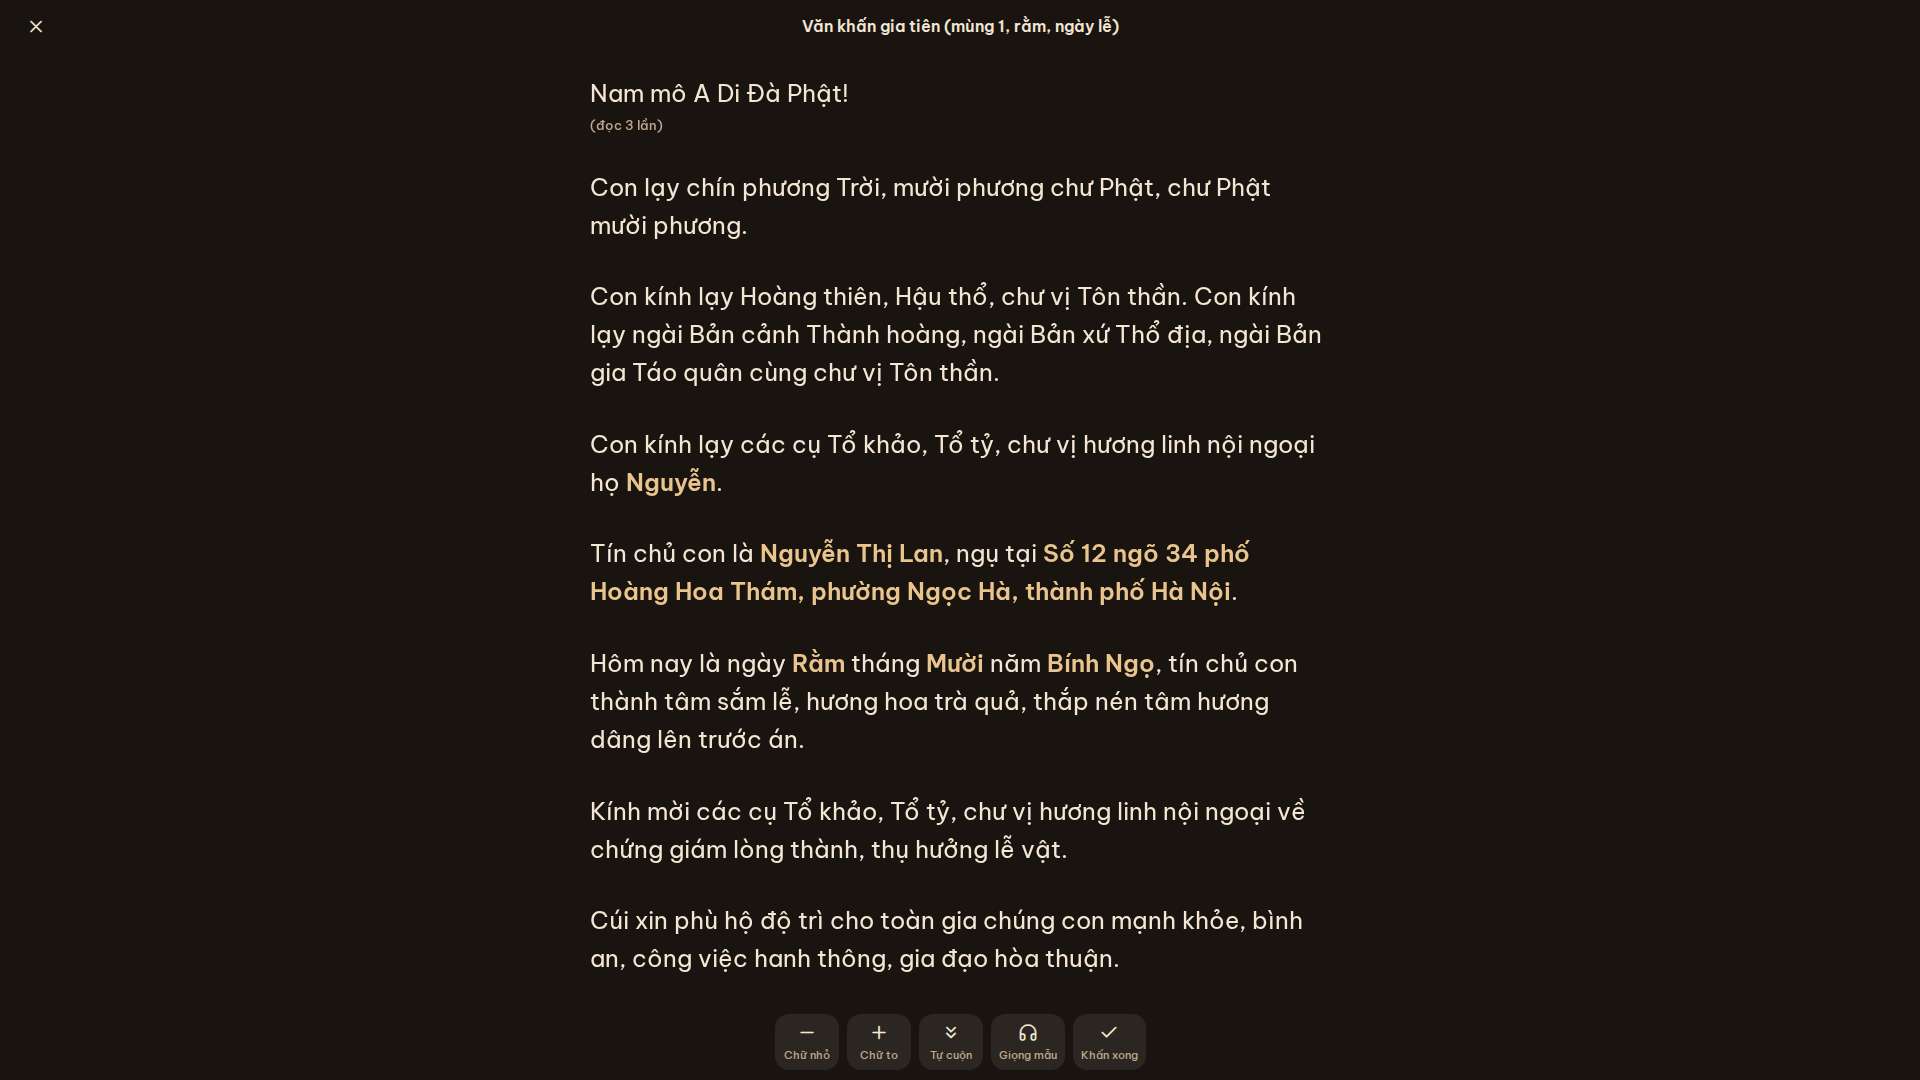 Văn khấn gia tiên (mùng 1, rằm, ngày lễ)
Nam mô A Di Đà Phật!
(đọc 3 lần)
Con lạy chín phương Trời, mười phương chư Phật, chư Phật
mười phương.
Con kính lạy Hoàng thiên, Hậu thổ, chư vị Tôn thần. Con kính
lạy ngài Bản cảnh Thành hoàng, ngài Bản xứ Thổ địa, ngài Bản
gia Táo quân cùng chư vị Tôn thần.
Con kính lạy các cụ Tổ khảo, Tổ tỷ, chư vị hương linh nội ngoại
họ Nguyễn.
Tín chủ con là Nguyễn Thị Lan, ngụ tại Số 12 ngõ 34 phố
Hoàng Hoa Thám, phường Ngọc Hà, thành phố Hà Nội.
Hôm nay là ngày Rằm tháng Mười năm Bính Ngọ, tín chủ con
thành tâm sắm lễ, hương hoa trà quả, thắp nén tâm hương
dâng lên trước án.
Kính mời các cụ Tổ khảo, Tổ tỷ, chư vị hương linh nội ngoại về
chứng giám lòng thành, thụ hưởng lễ vật.
Cúi xin phù hộ độ trì cho toàn gia chúng con mạnh khỏe, bình
an, công việc hanh thông, gia đạo hòa thuận.
Chữ nhỏ
Chữ to
Tự cuộn
Giọng mẫu
Khấn xong